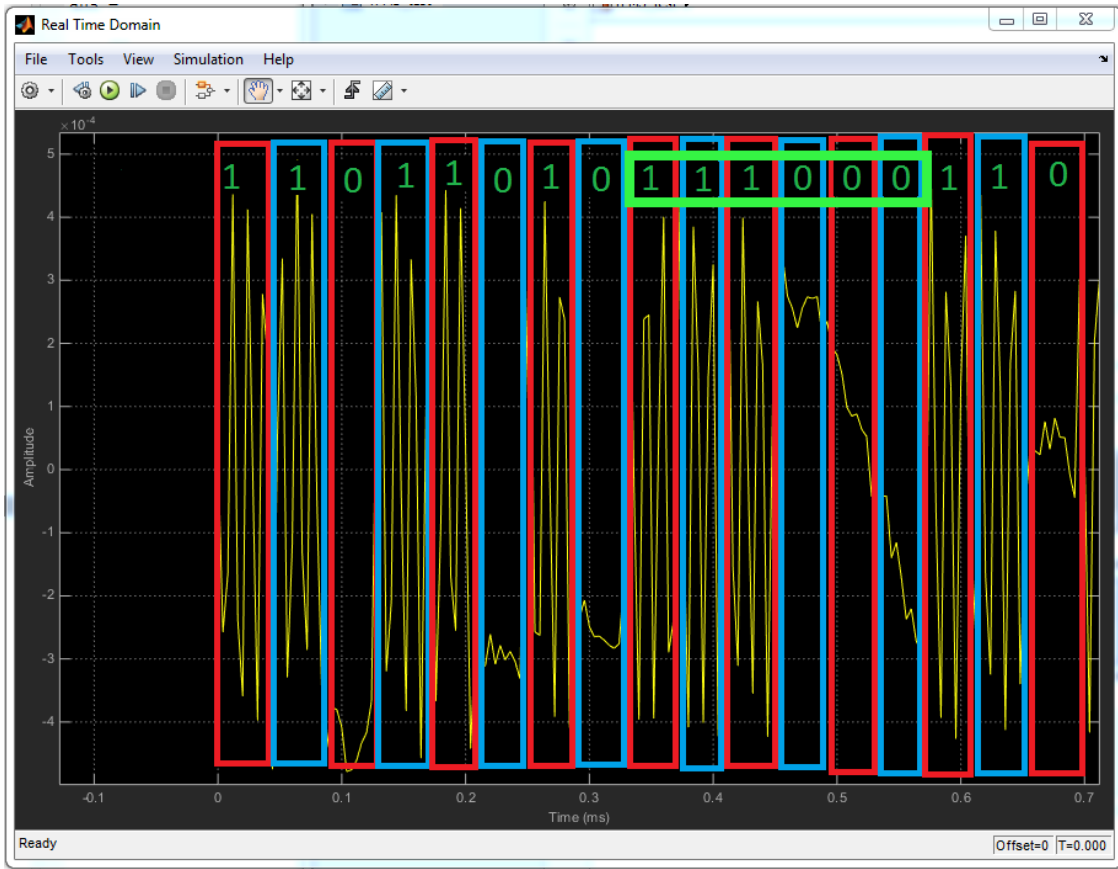 Real Time Domain
File Tools View Simulation Help
×10⁻⁴
1 1 0 1 1 0 1 0 1 1 1 0 0 0 1 1 0
5
4
3
2
1
0
-1
-2
-3
-4
Amplitude
-0.1 0 0.1 0.2 0.3 0.4 0.5 0.6 0.7
Time (ms)
Ready Offset=0 T=0.000